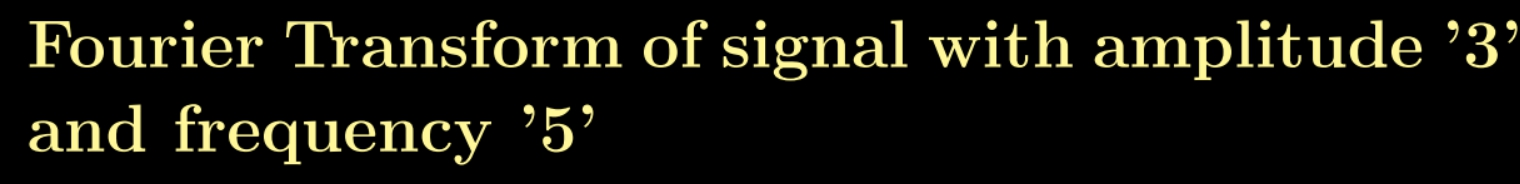 Fourier Transform of signal with amplitude ’3’
and frequency ’5’